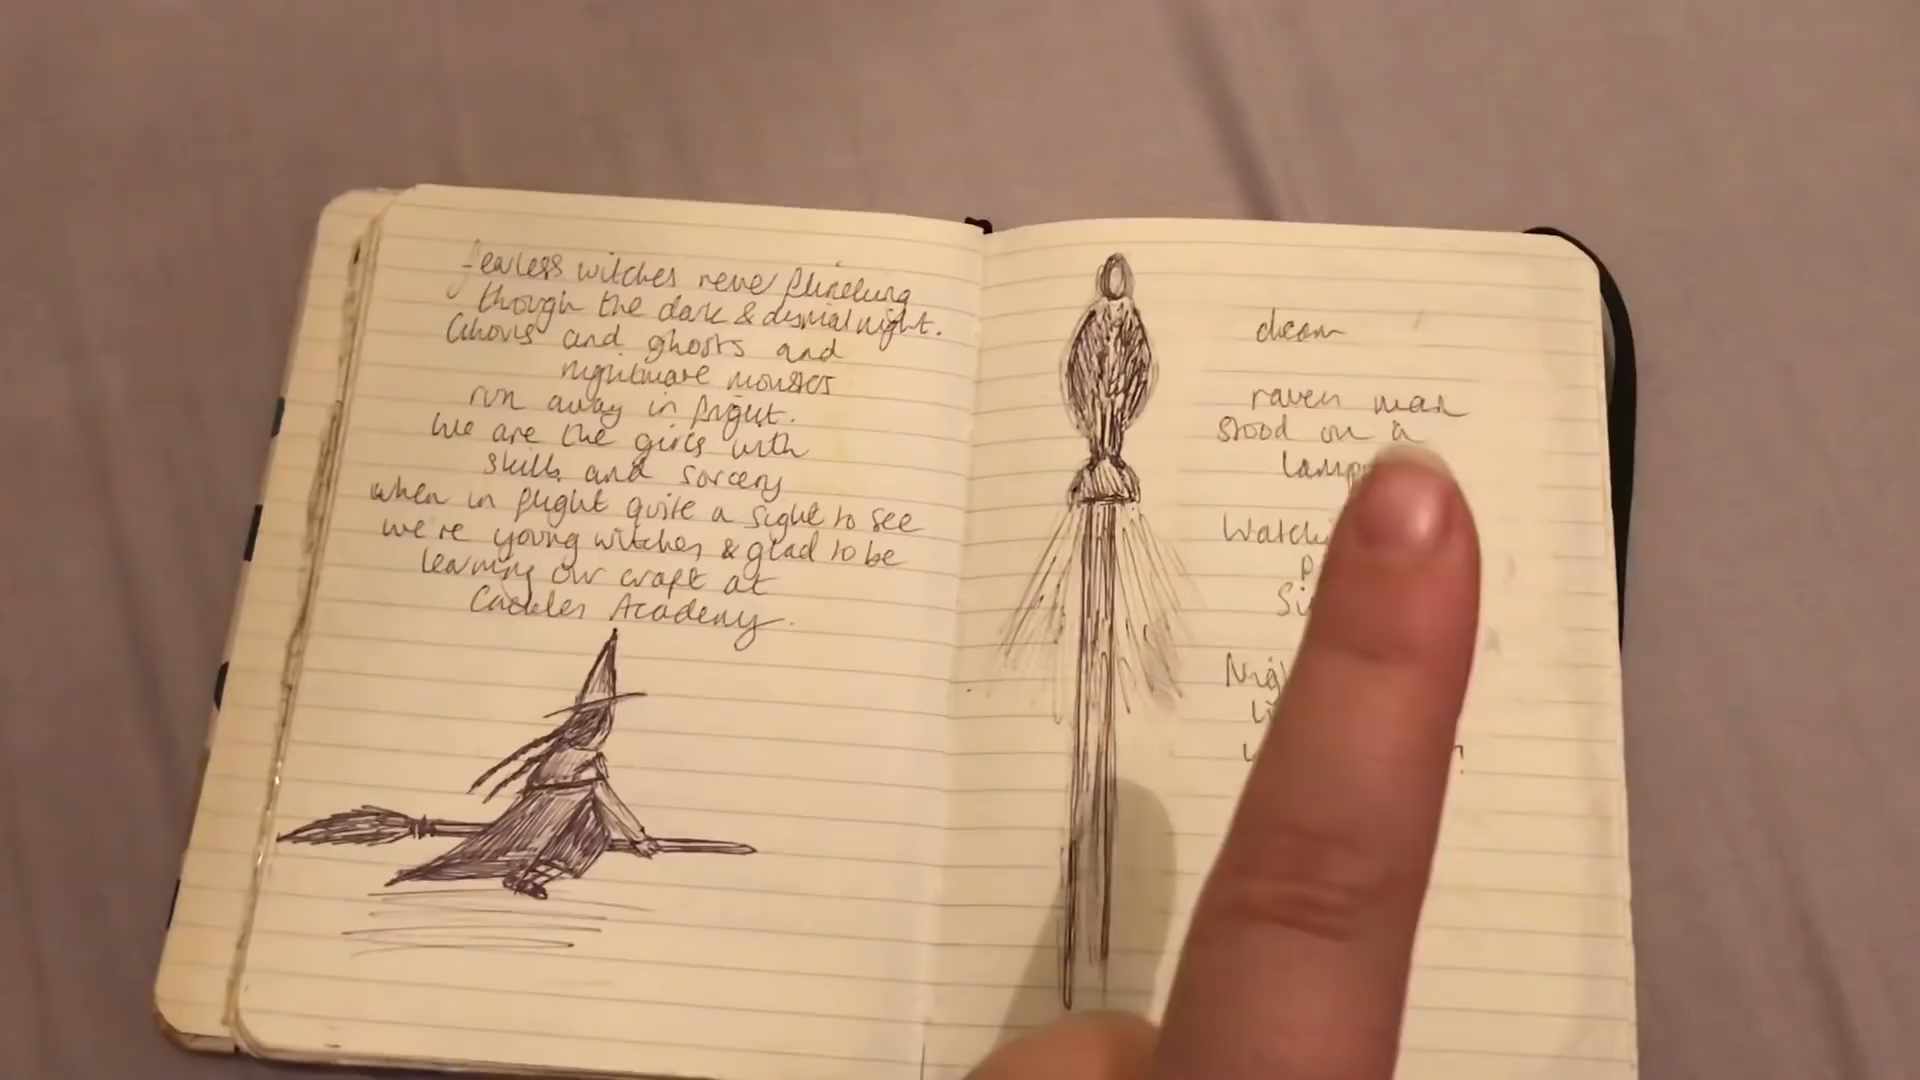 fearless witches never flinching
though the dark & dismal night.
Ghouls and ghosts and
nightmare monsters
run away in fright.
we are the girls with
skills and sorcery
when in flight quite a sight to see
we're young witches & glad to be
learning our craft at
Cackles Academy.
dream
raven man
stood on a